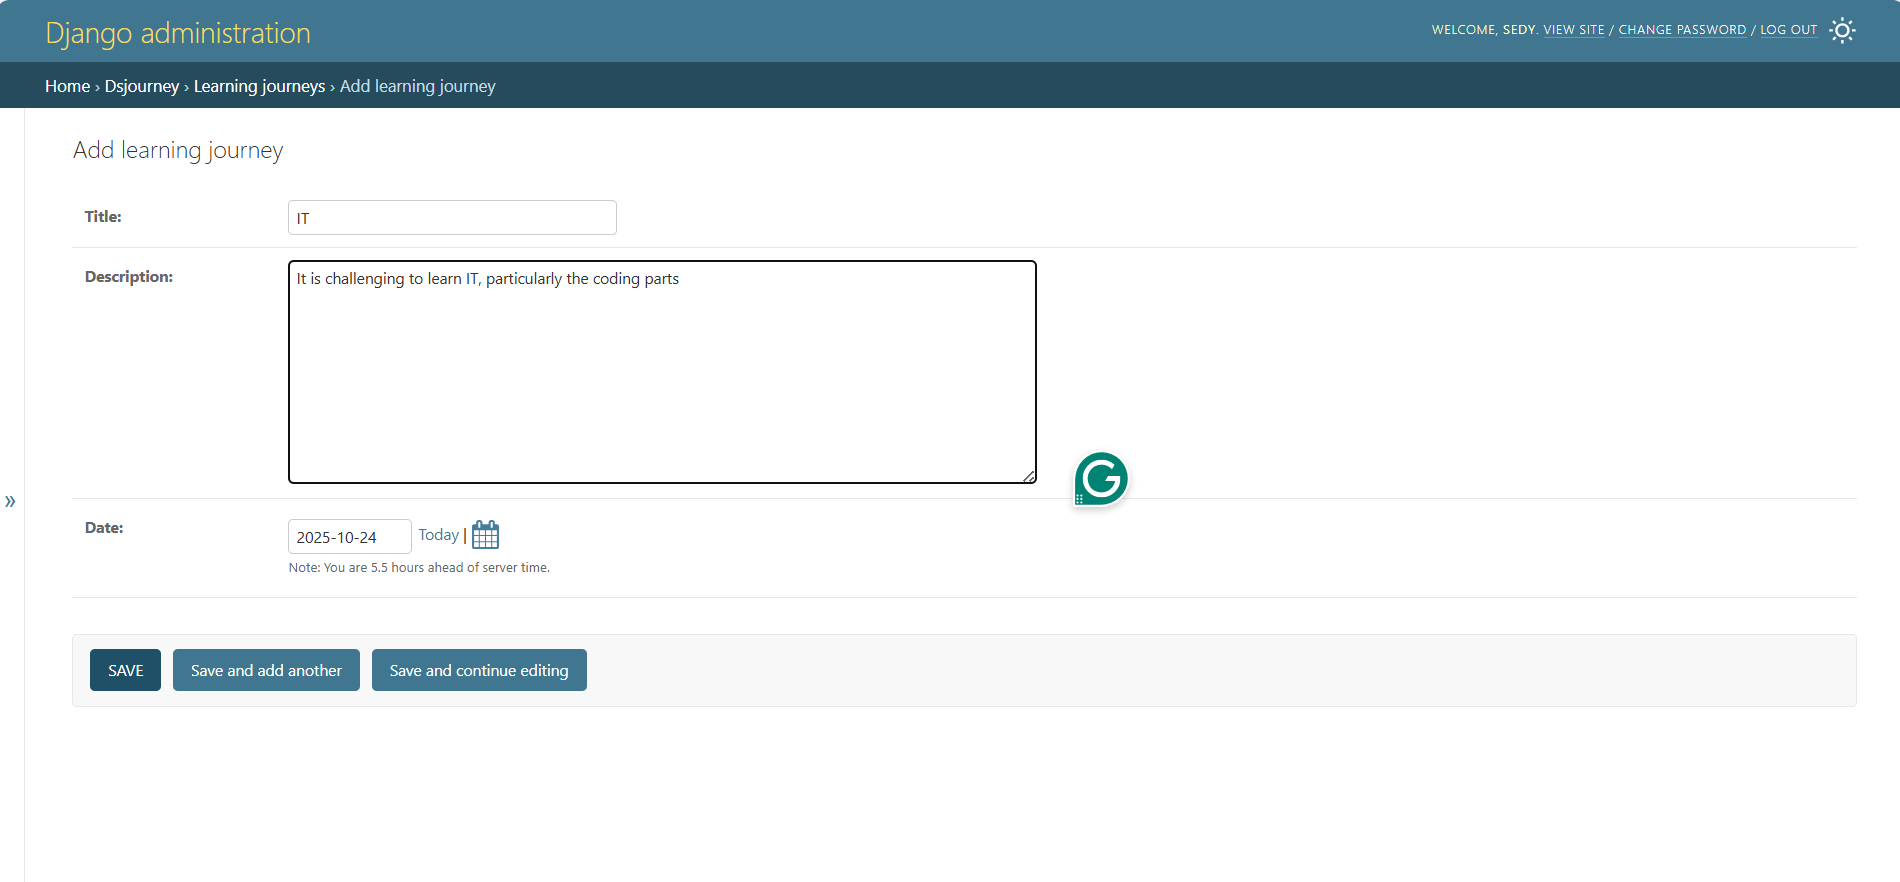 Django administration
WELCOME, SEDY. VIEW SITE / CHANGE PASSWORD / LOG OUT
Home › Dsjourney › Learning journeys › Add learning journey
»
Add learning journey
Title:
IT
Description:
It is challenging to learn IT, particularly the coding parts
G
Date:
2025-10-24 Today |
Note: You are 5.5 hours ahead of server time.
SAVE Save and add another Save and continue editing